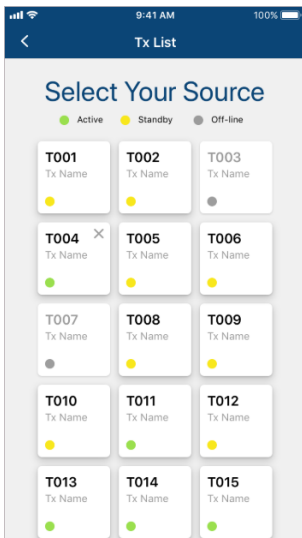 9:41 AM 100%
Tx List
Select Your Source
Active Standby Off-line
T001 T002 T003
Tx Name Tx Name Tx Name
T004 T005 T006
Tx Name Tx Name Tx Name
T007 T008 T009
Tx Name Tx Name Tx Name
T010 T011 T012
Tx Name Tx Name Tx Name
T013 T014 T015
Tx Name Tx Name Tx Name